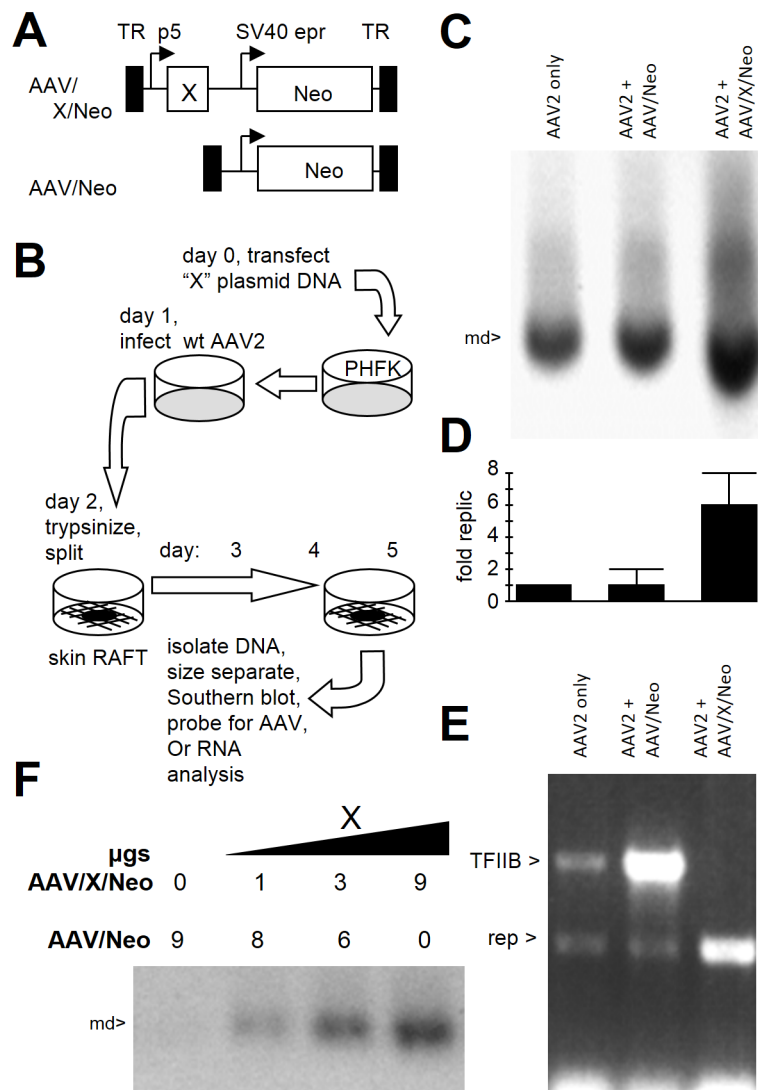 A
TR p5 SV40 epr TR
AAV/
X/Neo
X
Neo
AAV/Neo
Neo
B
day 0, transfect
“X” plasmid DNA
day 1,
infect wt AAV2
PHFK
day 2,
trypsinize,
split
day: 3 4 5
skin RAFT
isolate DNA,
size separate,
Southern blot,
probe for AAV,
Or RNA
analysis
C
AAV2 only
AAV2 +
AAV/Neo
AAV2 +
AAV/X/Neo
md>
D
fold replic
8
6
4
2
0
E
AAV2 only
AAV2 +
AAV/Neo
AAV2 +
AAV/X/Neo
TFIIB >
rep >
F
X
µgs
AAV/X/Neo 0 1 3 9
AAV/Neo 9 8 6 0
md>